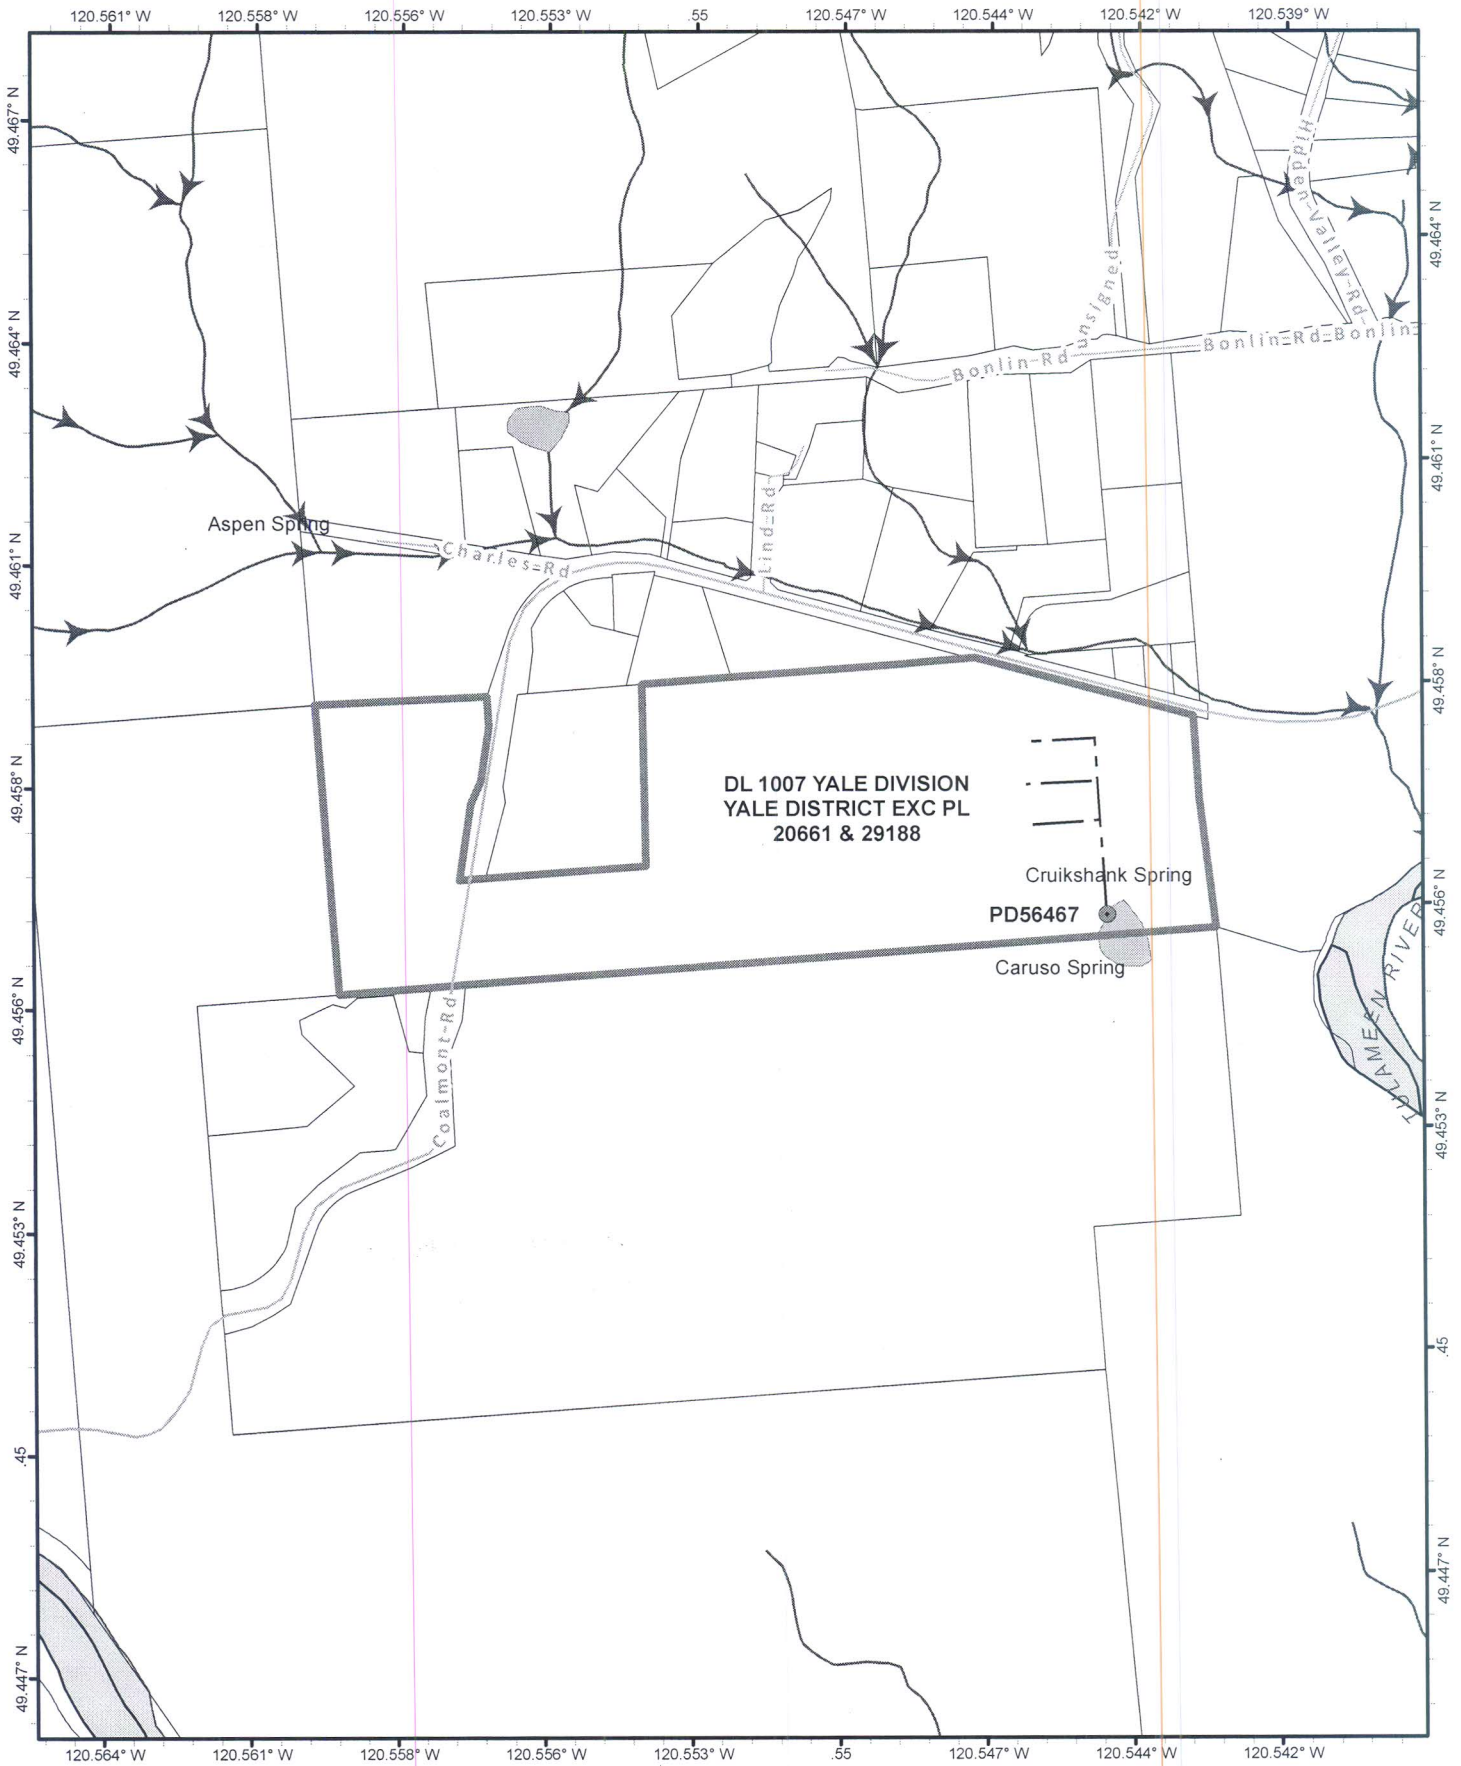 120.561° W
120.558° W
120.556° W
120.553° W
.55
120.547° W
120.544° W
120.542° W
120.539° W
49.467° N
49.464° N
49.461° N
49.458° N
49.456° N
49.453° N
.45
49.447° N
49.464° N
49.461° N
49.458° N
49.456° N
49.453° N
.45
49.447° N
Hidden-Valley-Rd
unsigned
Bonlin-Rd
Bonlin-Rd-Bonlin
Lind-Rd
Aspen Spring
Charles-Rd
DL 1007 YALE DIVISION
YALE DISTRICT EXC PL
20661 & 29188
Cruikshank Spring
PD56467
Caruso Spring
TULAMEEN RIVER
Coalmont-Rd
120.564° W
120.561° W
120.558° W
120.556° W
120.553° W
.55
120.547° W
120.544° W
120.542° W